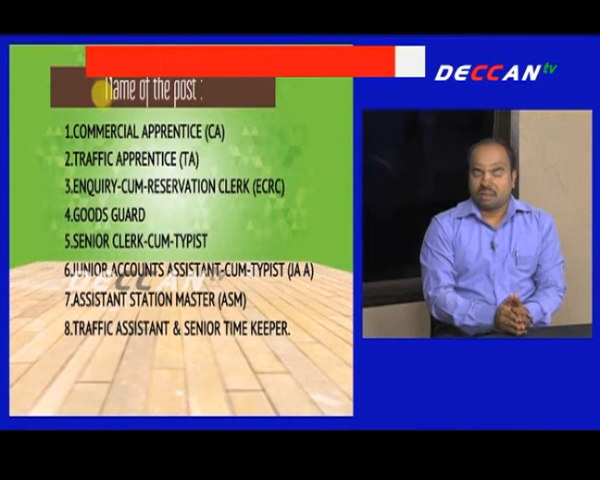 DECCAN tv
Name of the post :
1.COMMERCIAL APPRENTICE (CA)
2.TRAFFIC APPRENTICE (TA)
3.ENQUIRY-CUM-RESERVATION CLERK (ECRC)
4.GOODS GUARD
5.SENIOR CLERK-CUM-TYPIST
6.JUNIOR ACCOUNTS ASSISTANT-CUM-TYPIST (JA A)
DECCAN tv
7.ASSISTANT STATION MASTER (ASM)
8.TRAFFIC ASSISTANT & SENIOR TIME KEEPER.